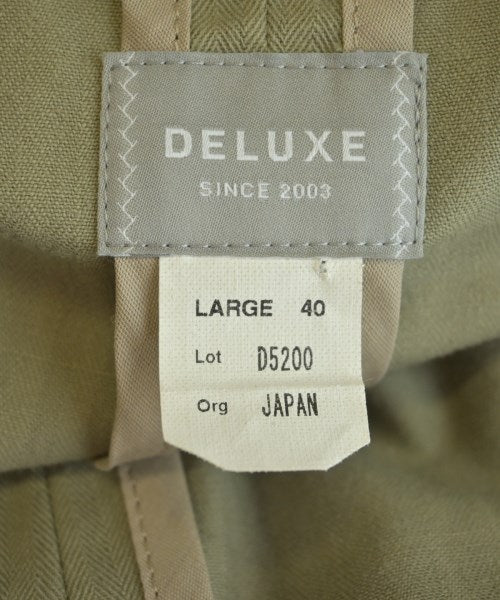 DELUXE
SINCE 2003
LARGE 40
Lot D5200
Org JAPAN